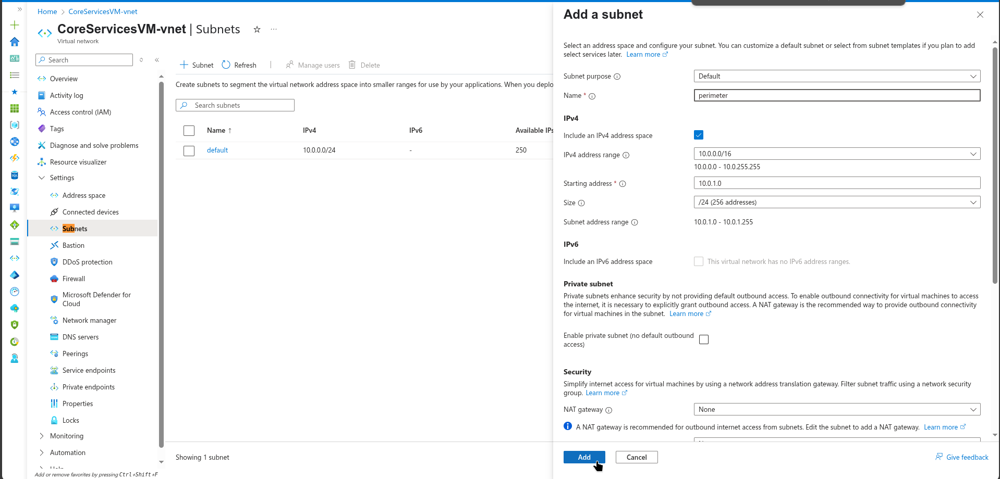 Home > CoreServicesVM-vnet
CoreServicesVM-vnet | Subnets
Virtual network
Search
Overview
Activity log
Access control (IAM)
Tags
Diagnose and solve problems
Resource visualizer
Settings
Address space
Connected devices
Subnets
Bastion
DDoS protection
Firewall
Microsoft Defender for
Cloud
Network manager
DNS servers
Peerings
Service endpoints
Private endpoints
Properties
Locks
Monitoring
Automation
Help
Add or remove favorites by pressing Ctrl+Shift+F
Subnet Refresh | Manage users Delete
Create subnets to segment the virtual network address space into smaller ranges for use by your applications. When you deplo
Search subnets
Name ↑ IPv4 IPv6 Available IPs
default 10.0.0.0/24 - 250
Showing 1 subnet
Add a subnet
Select an address space and configure your subnet. You can customize a default subnet or select from subnet templates if you plan to add
select services later. Learn more
Subnet purpose Default
Name * perimeter
IPv4
Include an IPv4 address space
IPv4 address range 10.0.0.0/16
10.0.0.0 - 10.0.255.255
Starting address * 10.0.1.0
Size /24 (256 addresses)
Subnet address range 10.0.1.0 - 10.0.1.255
IPv6
Include an IPv6 address space This virtual network has no IPv6 address ranges.
Private subnet
Private subnets enhance security by not providing default outbound access. To enable outbound connectivity for virtual machines to access
the internet, it is necessary to explicitly grant outbound access. A NAT gateway is the recommended way to provide outbound connectivity
for virtual machines in the subnet. Learn more
Enable private subnet (no default outbound
access)
Security
Simplify internet access for virtual machines by using a network address translation gateway. Filter subnet traffic using a network security
group. Learn more
NAT gateway None
A NAT gateway is recommended for outbound internet access from subnets. Edit the subnet to add a NAT gateway. Learn more
Add Cancel Give feedback